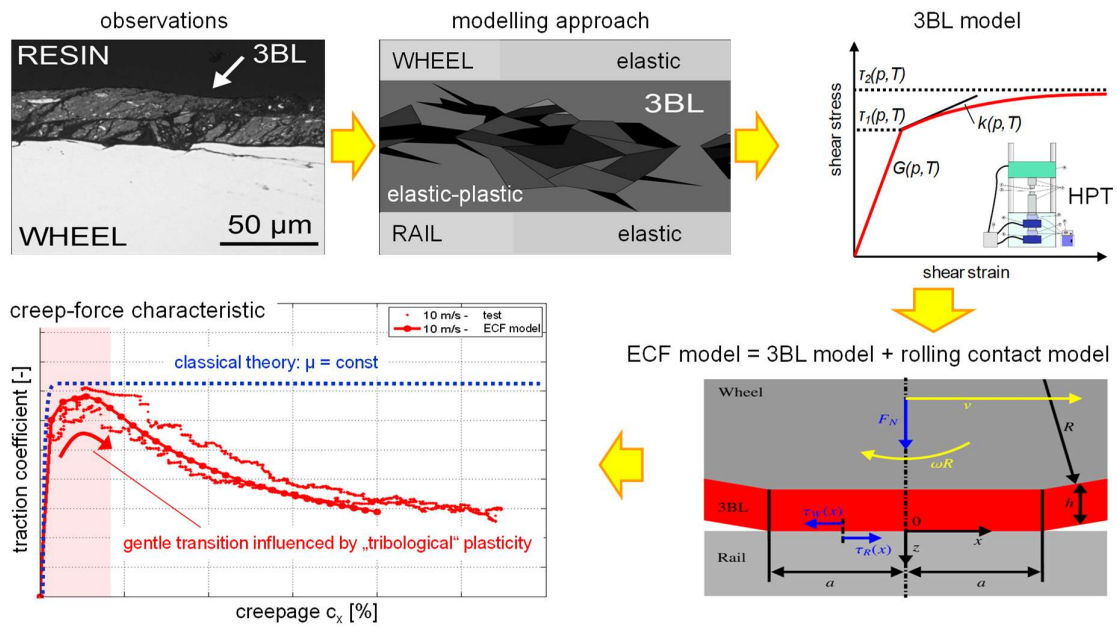 observations
RESIN
3BL
WHEEL
50 µm
modelling approach
WHEEL
elastic
3BL
elastic-plastic
RAIL
elastic
3BL model
shear stress
τ₂(p,T)
τ₁(p,T)
k(p,T)
G(p,T)
HPT
shear strain
creep-force characteristic
10 m/s - test
10 m/s - ECF model
classical theory: µ = const
traction coefficient [-]
gentle transition influenced by „tribological“ plasticity
creepage cₓ [%]
ECF model = 3BL model + rolling contact model
Wheel
F_N
v
R
ωR
3BL
h
τ_W(x)
0
x
τ_R(x)
z
Rail
a
a